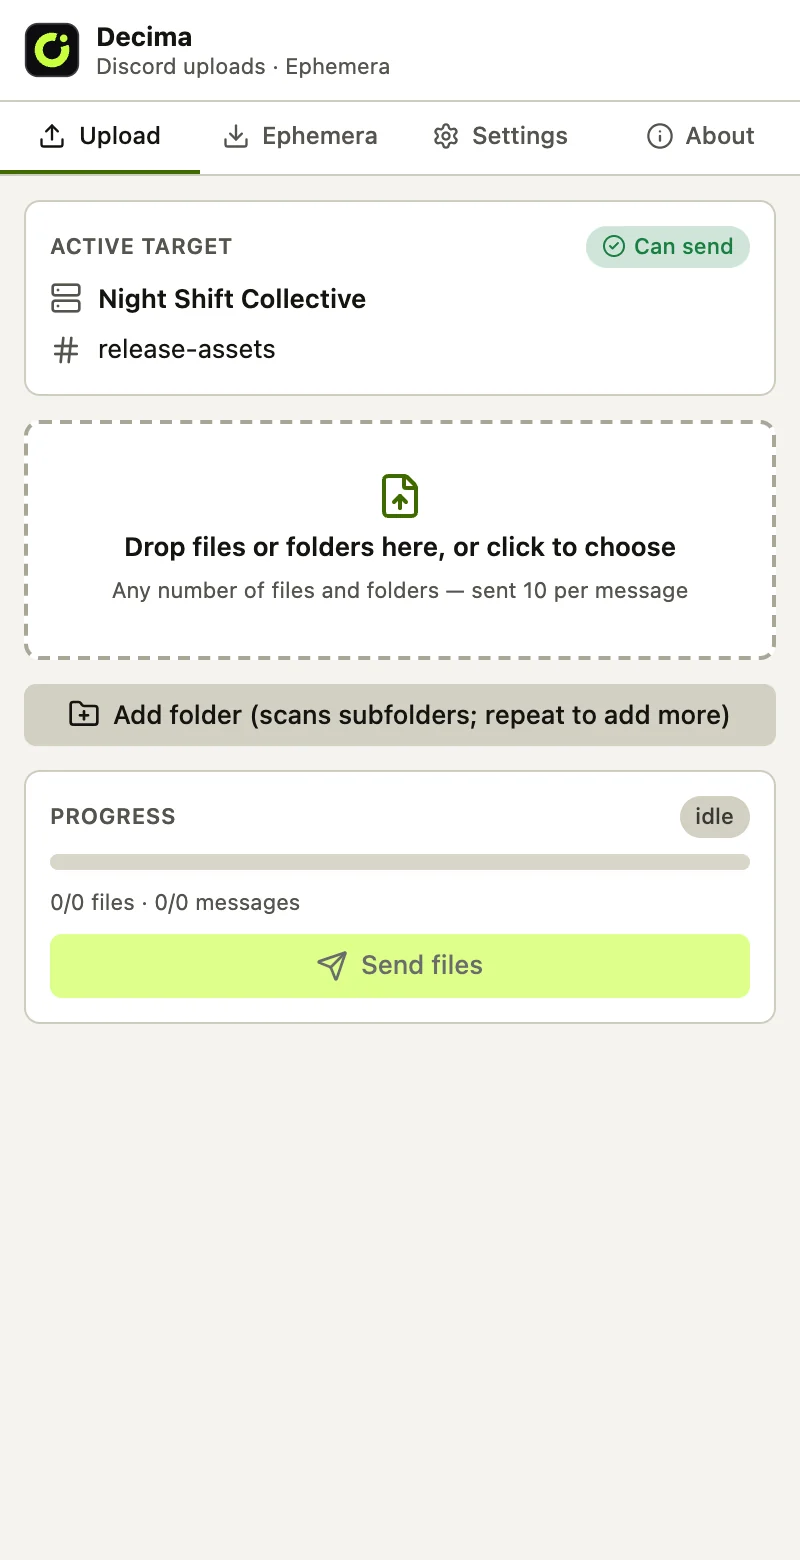 Decima
Discord uploads · Ephemera
Upload
Ephemera
Settings
About
ACTIVE TARGET
Can send
Night Shift Collective
release-assets
Drop files or folders here, or click to choose
Any number of files and folders — sent 10 per message
Add folder (scans subfolders; repeat to add more)
PROGRESS
idle
0/0 files · 0/0 messages
Send files